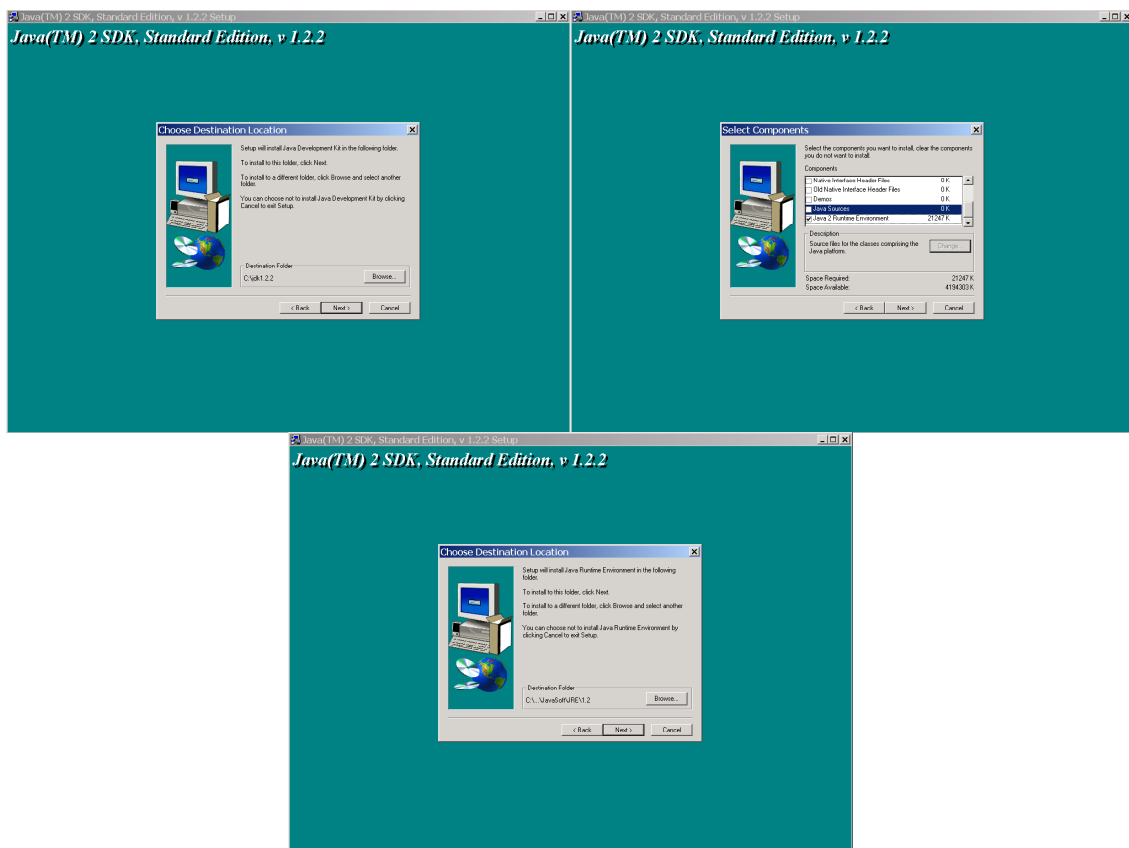 Java(TM) 2 SDK, Standard Edition, v 1.2.2 Setup
Java(TM) 2 SDK, Standard Edition, v 1.2.2
Choose Destination Location
Setup will install Java Development Kit in the following folder.
To install to this folder, click Next.
To install to a different folder, click Browse and select another
folder.
You can choose not to install Java Development Kit by clicking
Cancel to exit Setup.
Destination Folder
C:\jdk1.2.2
Browse...
< Back
Next >
Cancel
Java(TM) 2 SDK, Standard Edition, v 1.2.2 Setup
Java(TM) 2 SDK, Standard Edition, v 1.2.2
Select Components
Select the components you want to install, clear the components
you do not want to install.
Components
Native Interface Header Files 0 K
Old Native Interface Header Files 0 K
Demos 0 K
Java Sources 0 K
Java 2 Runtime Environment 21247 K
Description
Source files for the classes comprising the
Java platform.
Change...
Space Required: 21247 K
Space Available: 4194303 K
< Back
Next >
Cancel
Java(TM) 2 SDK, Standard Edition, v 1.2.2 Setup
Java(TM) 2 SDK, Standard Edition, v 1.2.2
Choose Destination Location
Setup will install Java Runtime Environment in the following
folder.
To install to this folder, click Next.
To install to a different folder, click Browse and select another
folder.
You can choose not to install Java Runtime Environment by
clicking Cancel to exit Setup.
Destination Folder
C:\...\JavaSoft\JRE\1.2
Browse...
< Back
Next >
Cancel